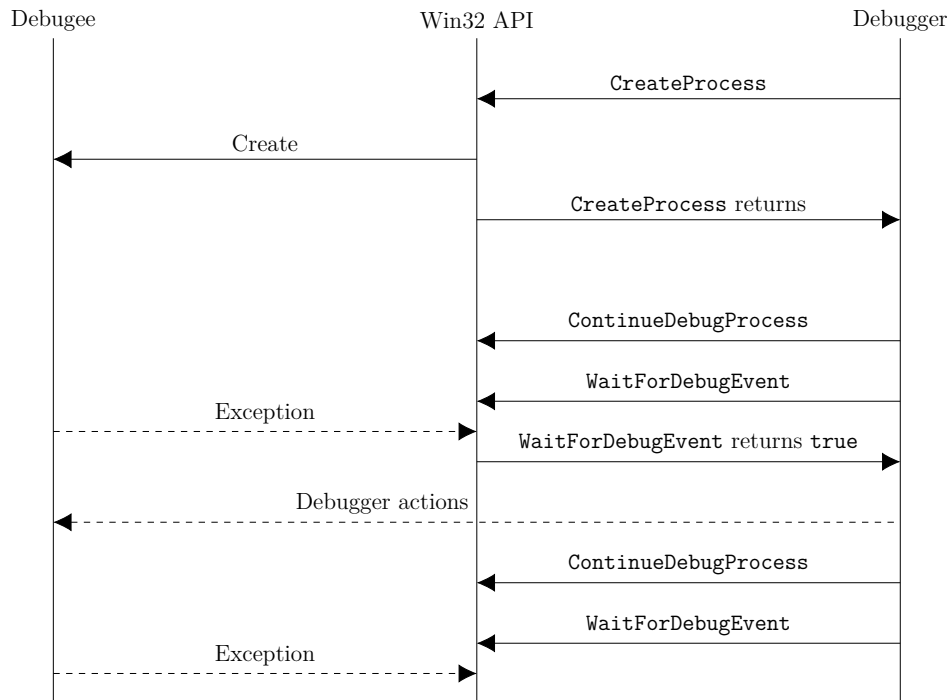 Debugee
Win32 API
Debugger
CreateProcess
Create
CreateProcess returns
ContinueDebugProcess
WaitForDebugEvent
Exception
WaitForDebugEvent returns true
Debugger actions
ContinueDebugProcess
WaitForDebugEvent
Exception